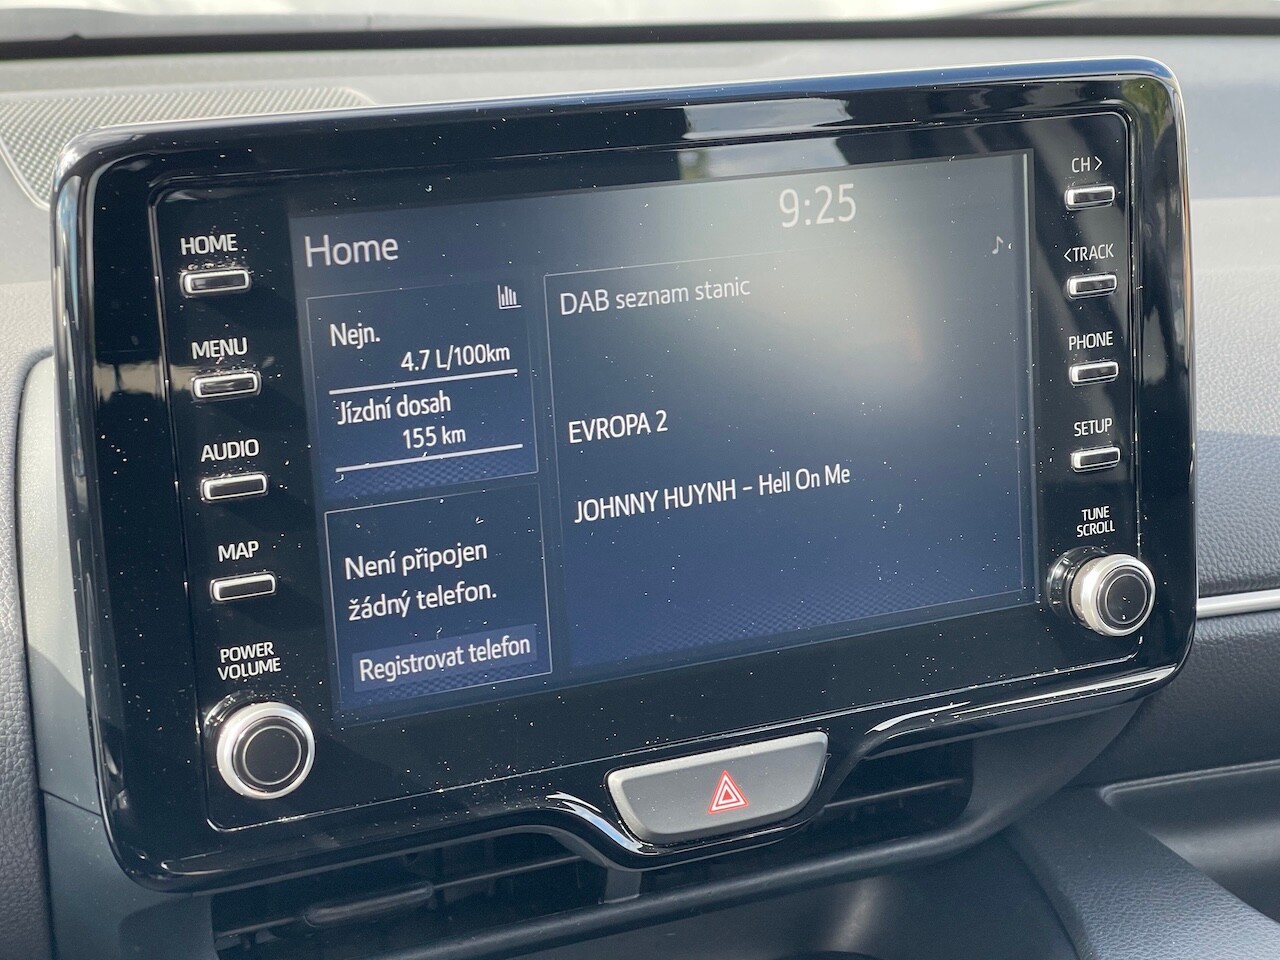 HOME
MENU
AUDIO
MAP
POWER
VOLUME
Home
9:25
Nejn.
4.7 L/100km
Jízdní dosah
155 km
Není připojen
žádný telefon.
Registrovat telefon
DAB seznam stanic
EVROPA 2
JOHNNY HUYNH – Hell On Me
CH>
<TRACK
PHONE
SETUP
TUNE
SCROLL